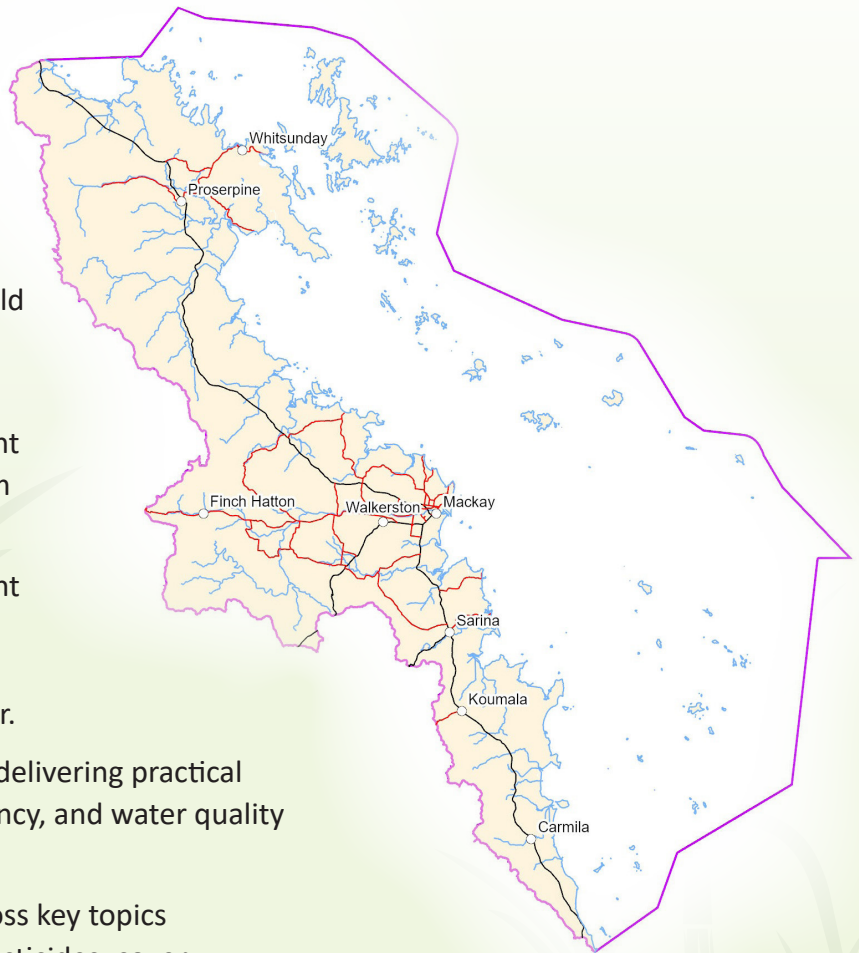 ld
nt
n
nt
r.
delivering practical
ncy, and water quality
oss key topics
Whitsunday
Proserpine
Finch Hatton
Walkerston
Mackay
Sarina
Koumala
Carmila